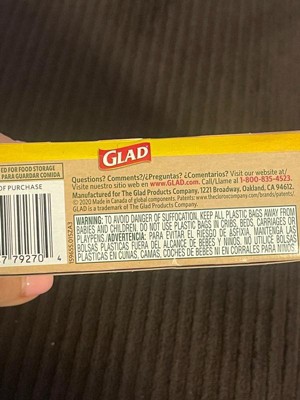 GLAD
ED FOR FOOD STORAGE
PARA GUARDAR COMIDA
OF PURCHASE
Questions? Comments?/¿Preguntas? ¿Comentarios? Visit our website at/
Visite nuestro sitio web en www.GLAD.com. Call/Llame al 1-800-835-4523.
Manufactured for The Glad Products Company, 1221 Broadway, Oakland, CA 94612.
© 2020 Made in Canada of global components. Patents: www.thecloroxcompany.com/brands/patents/.
GLAD is a trademark of The Glad Products Company.
WARNING: TO AVOID DANGER OF SUFFOCATION, KEEP ALL PLASTIC BAGS AWAY FROM
BABIES AND CHILDREN. DO NOT USE PLASTIC BAGS IN CRIBS, BEDS, CARRIAGES OR
PLAYPENS./ADVERTENCIA: PARA EVITAR EL RIESGO DE ASFIXIA, MANTENGA LAS
BOLSAS PLASTICAS FUERA DEL ALCANCE DE BEBÉS Y NIÑOS. NO UTILICE BOLSAS
PLÁSTICAS EN CUNAS, CAMAS, COCHES DE BEBÉS NI EN CORRALES PARA NIÑOS
7 79270 4